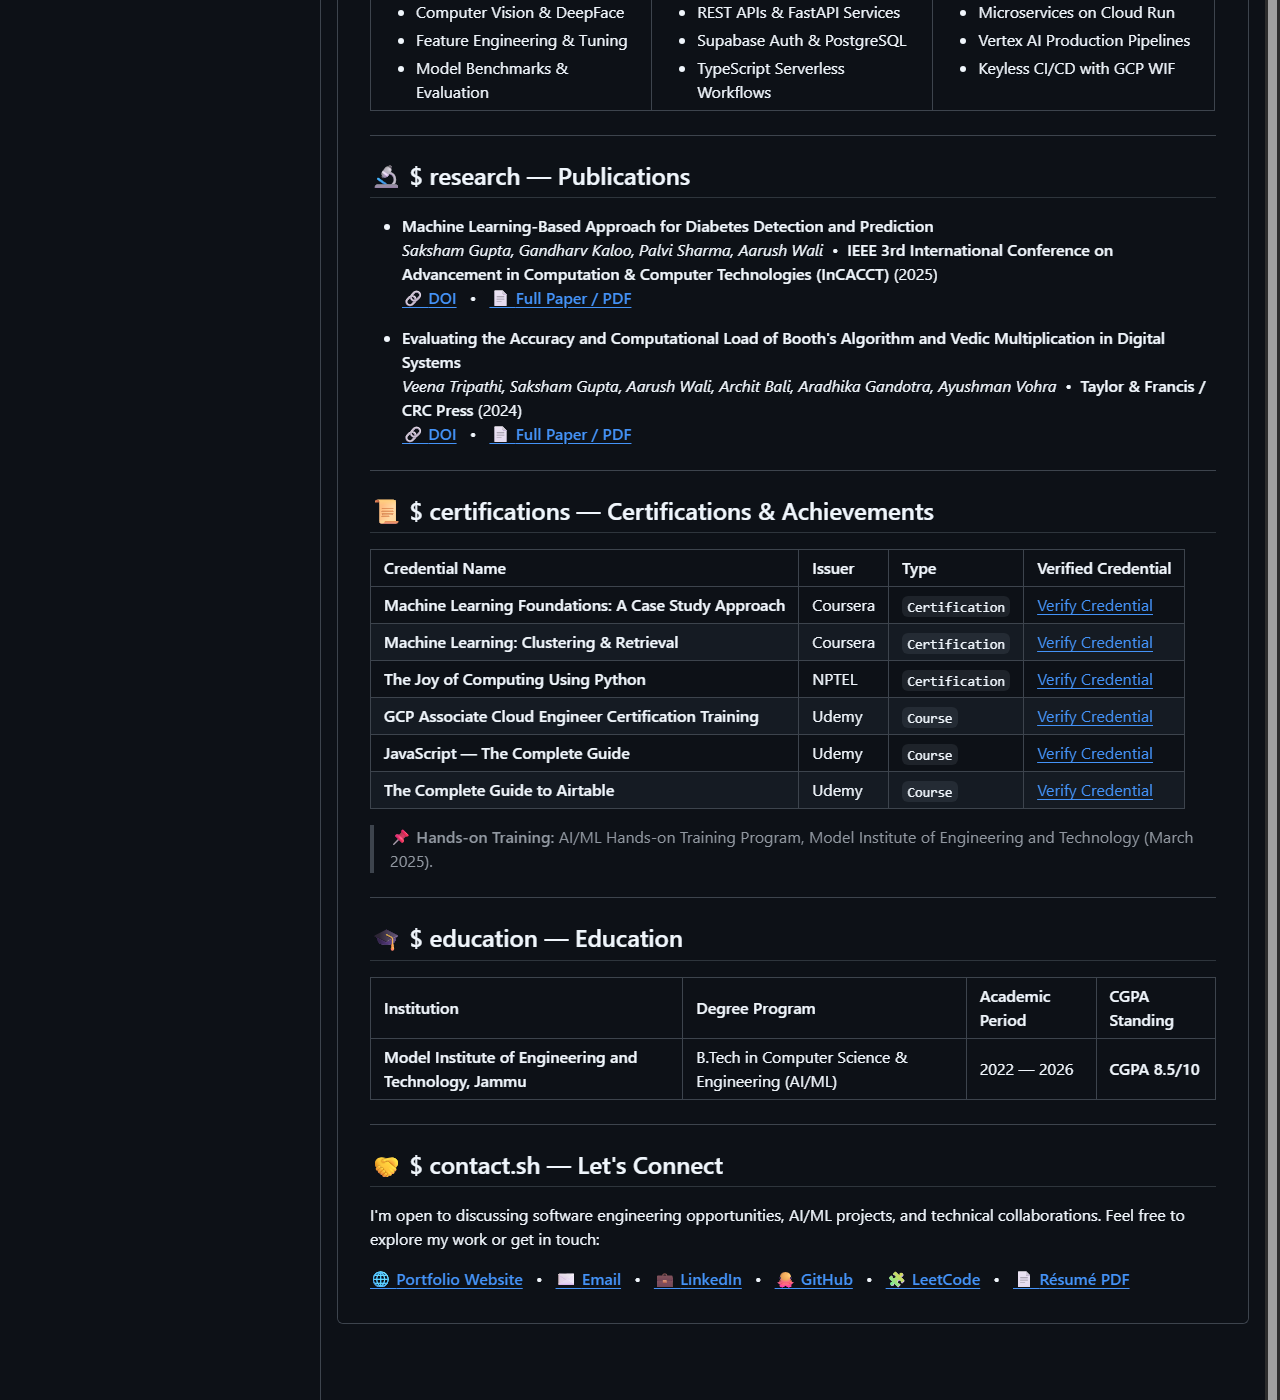 Computer Vision & DeepFace
Feature Engineering & Tuning
Model Benchmarks &
Evaluation
REST APIs & FastAPI Services
Supabase Auth & PostgreSQL
TypeScript Serverless
Workflows
Microservices on Cloud Run
Vertex AI Production Pipelines
Keyless CI/CD with GCP WIF
$ research — Publications
Machine Learning-Based Approach for Diabetes Detection and Prediction
Saksham Gupta, Gandharv Kaloo, Palvi Sharma, Aarush Wali • IEEE 3rd International Conference on
Advancement in Computation & Computer Technologies (InCACCT) (2025)
DOI • Full Paper / PDF
Evaluating the Accuracy and Computational Load of Booth's Algorithm and Vedic Multiplication in Digital
Systems
Veena Tripathi, Saksham Gupta, Aarush Wali, Archit Bali, Aradhika Gandotra, Ayushman Vohra • Taylor & Francis /
CRC Press (2024)
DOI • Full Paper / PDF
$ certifications — Certifications & Achievements
Credential Name Issuer Type Verified Credential
Machine Learning Foundations: A Case Study Approach Coursera Certification Verify Credential
Machine Learning: Clustering & Retrieval Coursera Certification Verify Credential
The Joy of Computing Using Python NPTEL Certification Verify Credential
GCP Associate Cloud Engineer Certification Training Udemy Course Verify Credential
JavaScript — The Complete Guide Udemy Course Verify Credential
The Complete Guide to Airtable Udemy Course Verify Credential
Hands-on Training: AI/ML Hands-on Training Program, Model Institute of Engineering and Technology (March
2025).
$ education — Education
Institution
Degree Program
Academic
Period
CGPA
Standing
Model Institute of Engineering and
Technology, Jammu
B.Tech in Computer Science &
Engineering (AI/ML)
2022 — 2026
CGPA 8.5/10
$ contact.sh — Let's Connect
I'm open to discussing software engineering opportunities, AI/ML projects, and technical collaborations. Feel free to
explore my work or get in touch:
Portfolio Website • Email • LinkedIn • GitHub • LeetCode • Résumé PDF